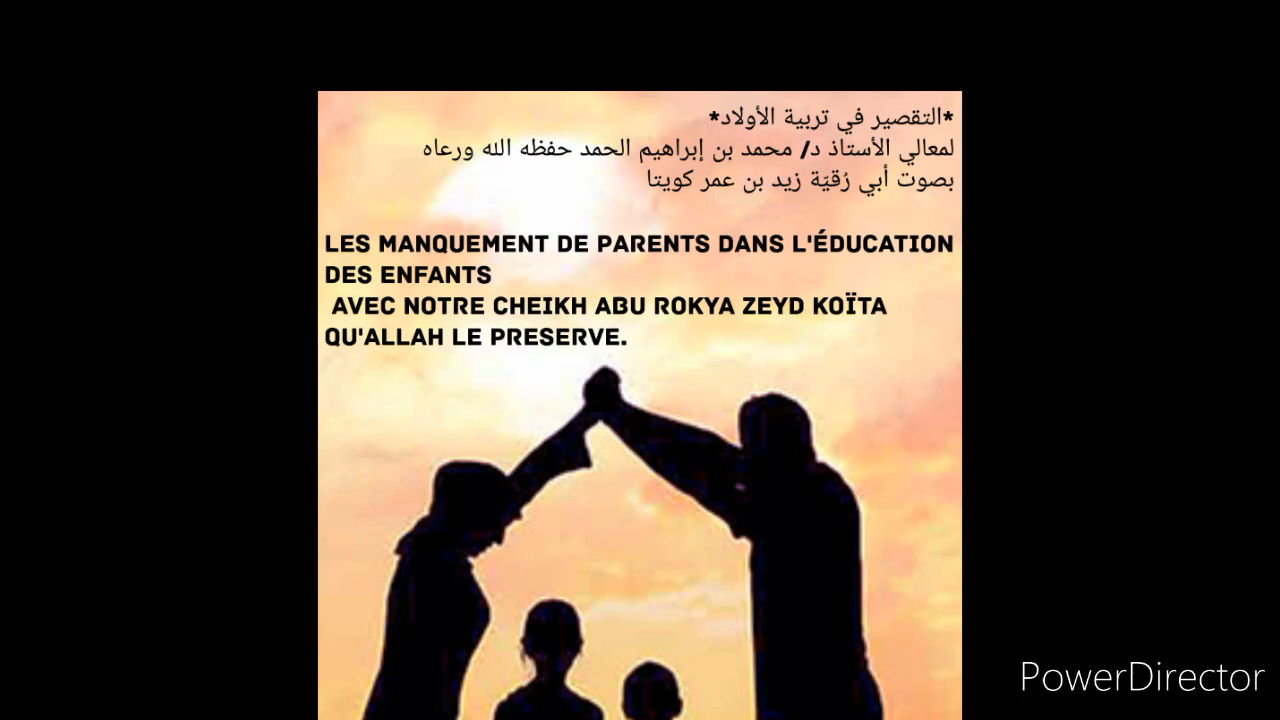 *التقصير في تربية الأولاد*
لمعالي الأستاذ د/ محمد بن إبراهيم الحمد حفظه الله ورعاه
بصوت أبي رُقيّة زيد بن عمر كويتا
LES MANQUEMENT DE PARENTS DANS L'ÉDUCATION
DES ENFANTS
AVEC NOTRE CHEIKH ABU ROKYA ZEYD KOÏTA
QU'ALLAH LE PRESERVE.
PowerDirector